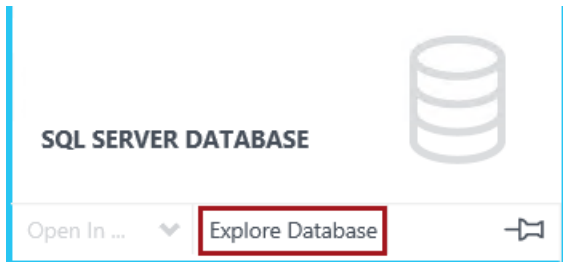 SQL SERVER DATABASE
Open In ...
Explore Database